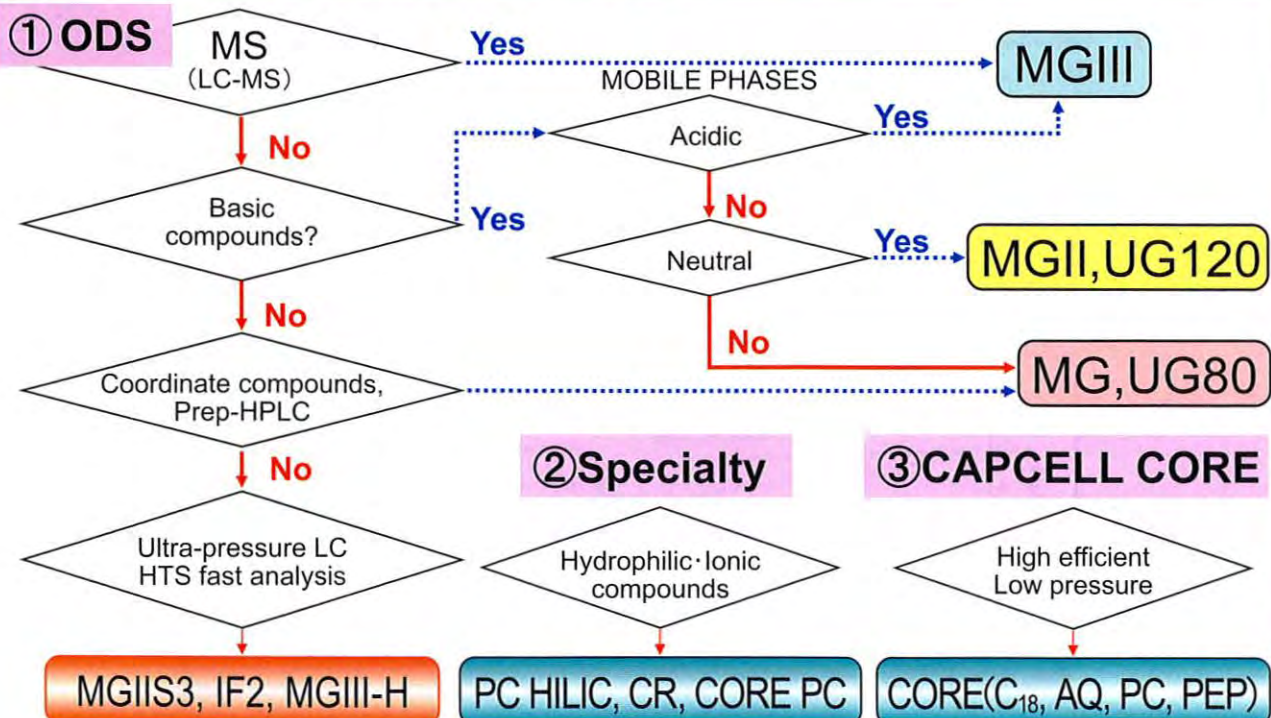 ① ODS
MS
(LC-MS)
Yes
MGIII
MOBILE PHASES
Acidic
Yes
No
No
Basic
compounds?
Yes
Neutral
Yes
MGII,UG120
No
No
Coordinate compounds,
Prep-HPLC
MG,UG80
No
②Specialty
③CAPCELL CORE
Ultra-pressure LC
HTS fast analysis
Hydrophilic·Ionic
compounds
High efficient
Low pressure
MGIIS3, IF2, MGIII-H
PC HILIC, CR, CORE PC
CORE(C₁₈, AQ, PC, PEP)